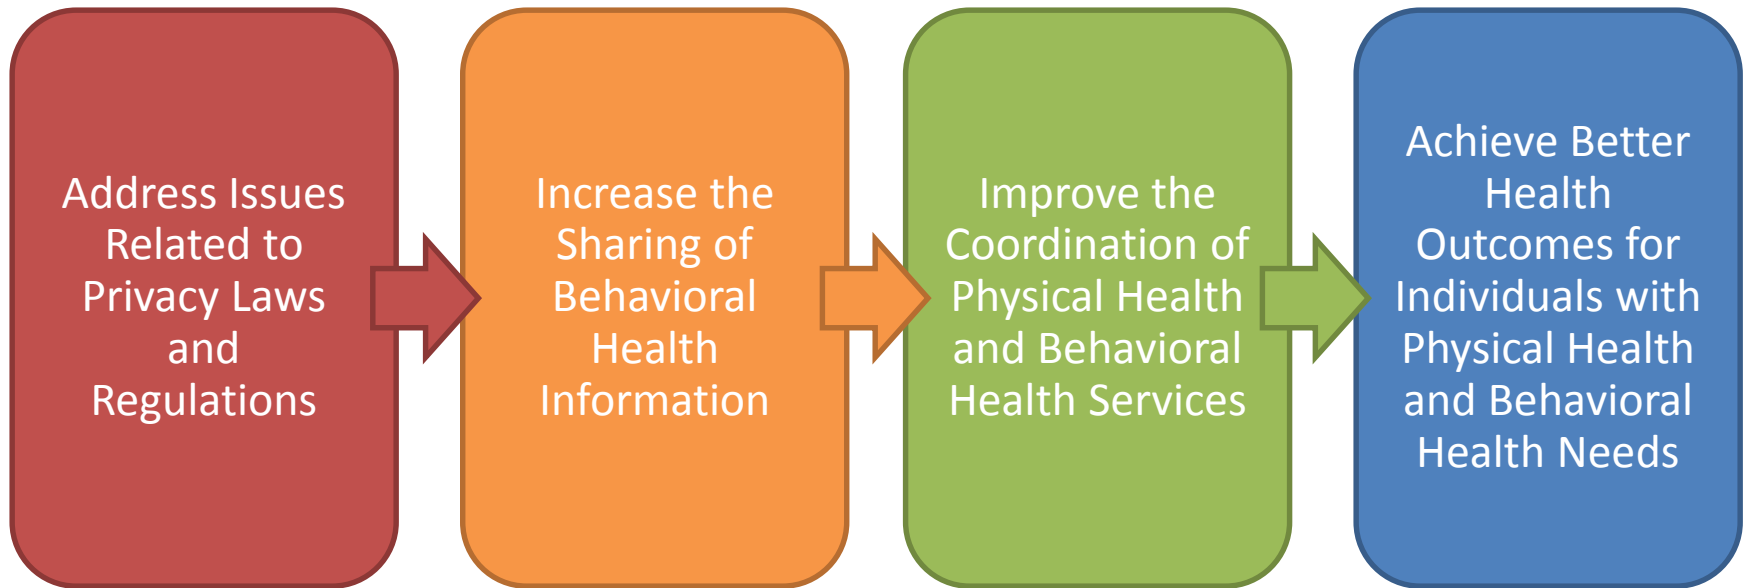 Address Issues
Related to
Privacy Laws
and
Regulations
Increase the
Sharing of
Behavioral
Health
Information
Improve the
Coordination of
Physical Health
and Behavioral
Health Services
Achieve Better
Health
Outcomes for
Individuals with
Physical Health
and Behavioral
Health Needs